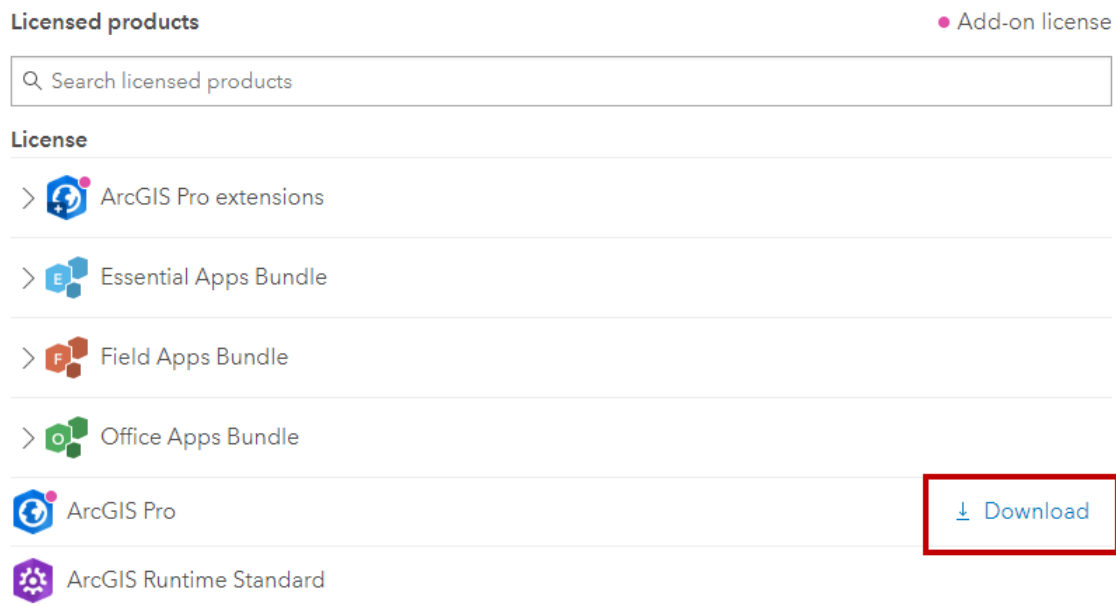 Licensed products
Add-on license
Search licensed products
License
ArcGIS Pro extensions
E
Essential Apps Bundle
F
Field Apps Bundle
O
Office Apps Bundle
ArcGIS Pro
Download
ArcGIS Runtime Standard